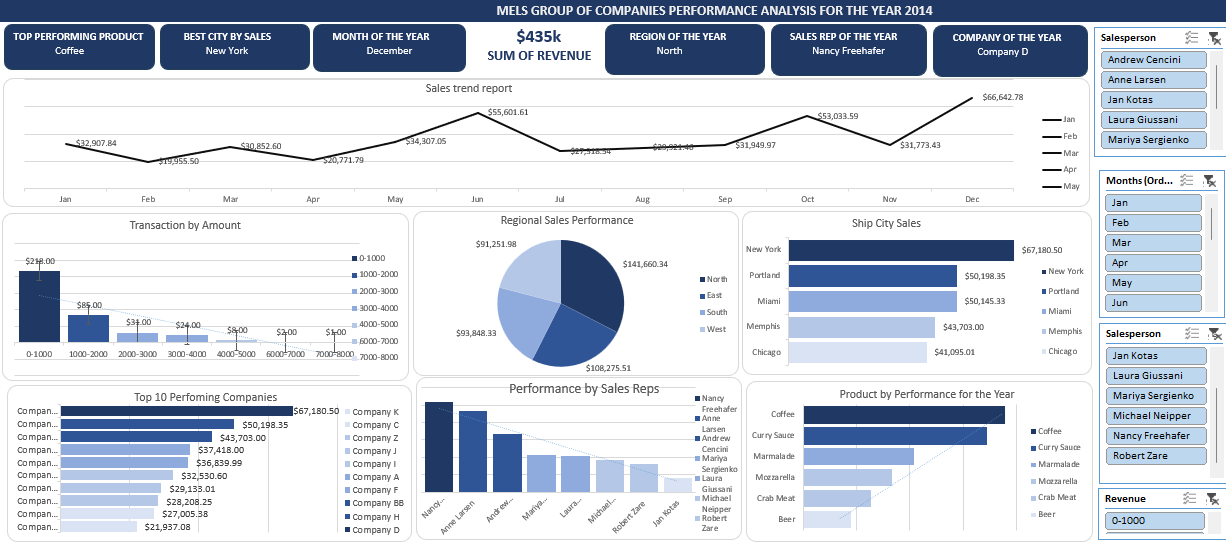 MELS GROUP OF COMPANIES PERFORMANCE ANALYSIS FOR THE YEAR 2014
TOP PERFORMING PRODUCT
Coffee
BEST CITY BY SALES
New York
MONTH OF THE YEAR
December
$435k
SUM OF REVENUE
REGION OF THE YEAR
North
SALES REP OF THE YEAR
Nancy Freehafer
COMPANY OF THE YEAR
Company D
Salesperson
Andrew Cencini
Anne Larsen
Jan Kotas
Laura Giussani
Mariya Sergienko
Sales trend report
$32,907.84
$19,955.50
$30,852.60
$20,771.79
$34,307.05
$55,601.61
$31,949.97
$53,033.59
$31,773.43
$66,642.78
Jan
Feb
Mar
Apr
May
Jun
Jul
Aug
Sep
Oct
Nov
Dec
Jan
Feb
Mar
Apr
May
Months (Ord...
Jan
Feb
Mar
Apr
May
Jun
Transaction by Amount
$218.00
$85.00
$31.00
$24.00
$8.00
$2.00
$1.00
0-1000
1000-2000
2000-3000
3000-4000
4000-5000
6000-7000
7000-8000
0-1000
1000-2000
2000-3000
3000-4000
4000-5000
6000-7000
7000-8000
Regional Sales Performance
$91,251.98
$141,660.34
$93,848.33
$108,275.51
North
East
South
West
Ship City Sales
New York
$67,180.50
Portland
$50,198.35
Miami
$50,145.33
Memphis
$43,703.00
Chicago
$41,095.01
New York
Portland
Miami
Memphis
Chicago
Salesperson
Jan Kotas
Laura Giussani
Mariya Sergienko
Michael Neipper
Nancy Freehafer
Robert Zare
Top 10 Perfoming Companies
Compan...
$67,180.50
Compan...
$50,198.35
Compan...
$43,703.00
Compan...
$37,418.00
Compan...
$36,839.99
Compan...
$32,530.60
Compan...
$29,133.01
Compan...
$28,208.25
Compan...
$27,005.38
Compan...
$21,937.08
Company K
Company C
Company Z
Company J
Company I
Company A
Company F
Company BB
Company H
Company D
Performance by Sales Reps
Nancy...
Anne Larsen
Andrew...
Mariya...
Laura...
Michael...
Robert Zare
Jan Kotas
Nancy
Freehafer
Anne
Larsen
Andrew
Cencini
Mariya
Sergienko
Laura
Giussani
Michael
Neipper
Robert
Zare
Product by Performance for the Year
Coffee
Curry Sauce
Marmalade
Mozzarella
Crab Meat
Beer
Coffee
Curry Sauce
Marmalade
Mozzarella
Crab Meat
Beer
Revenue
0-1000